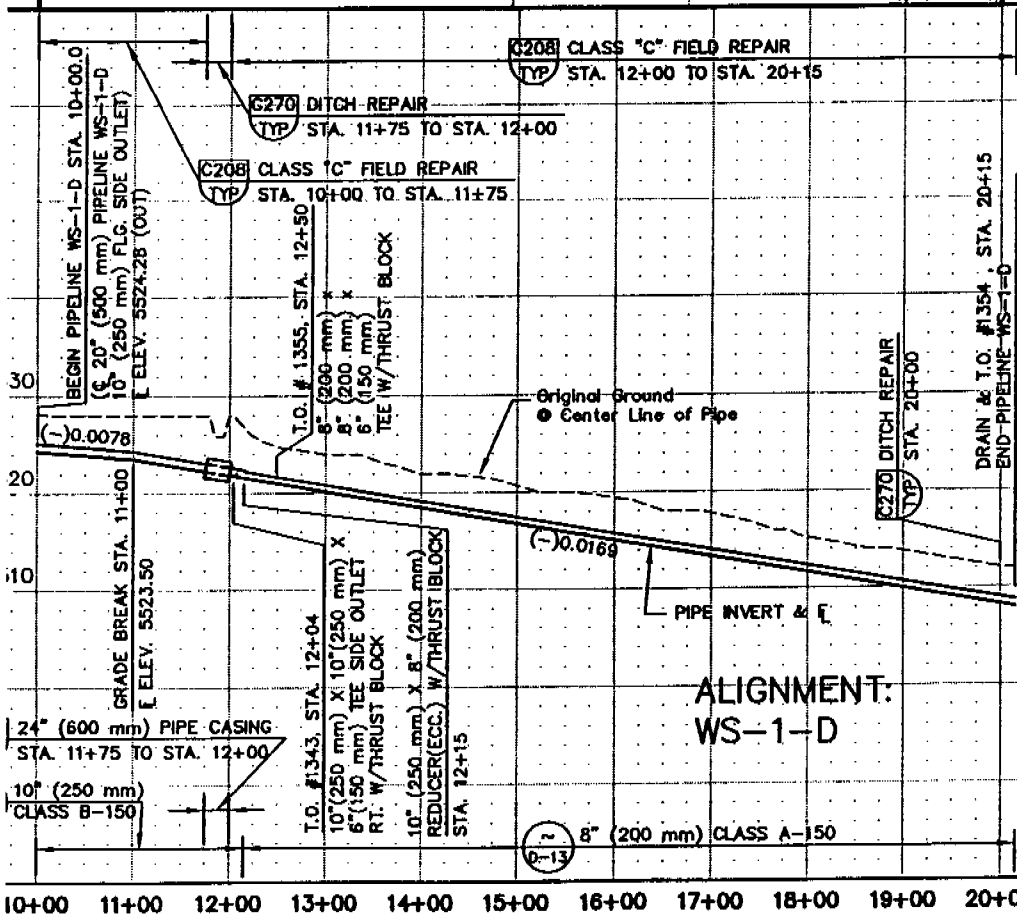 C208 CLASS "C" FIELD REPAIR
TYP STA. 12+00 TO STA. 20+15
C270 DITCH REPAIR
TYP STA. 11+75 TO STA. 12+00
C208 CLASS "C" FIELD REPAIR
TYP STA. 10+00 TO STA. 11+75
BEGIN PIPELINE WS-1-D STA. 10+00.0
(℄ 20" (500 mm) PIPELINE WS-1-D
10" (250 mm) FLG. SIDE OUTLET)
ELEV. 5524.28 (OUT)
T.O. # 1355, STA. 12+50
8" (200 mm) X
8" (200 mm) X
6" (150 mm)
TEE W/THRUST BLOCK
Original Ground
@ Center Line of Pipe
C270 DITCH REPAIR
TYP STA. 20+00
DRAIN & T.O. #1354, STA. 20+15
END PIPELINE WS-1-D
30
(-)0.0078
20
10
(-)0.0169
GRADE BREAK STA. 11+00
ELEV. 5523.50
T.O. #1343, STA. 12+04
10"(250 mm) X 10"(250 mm) X
6"(150 mm) TEE SIDE OUTLET
RT. W/THRUST BLOCK
10" (250 mm) X 8" (200 mm)
REDUCER(ECC.) W/THRUST BLOCK
STA. 12+15
PIPE INVERT &
ALIGNMENT:
WS-1-D
24" (600 mm) PIPE CASING
STA. 11+75 TO STA. 12+00
10" (250 mm)
CLASS B-150
~
D-13
8" (200 mm) CLASS A-150
10+00 11+00 12+00 13+00 14+00 15+00 16+00 17+00 18+00 19+00 20+0